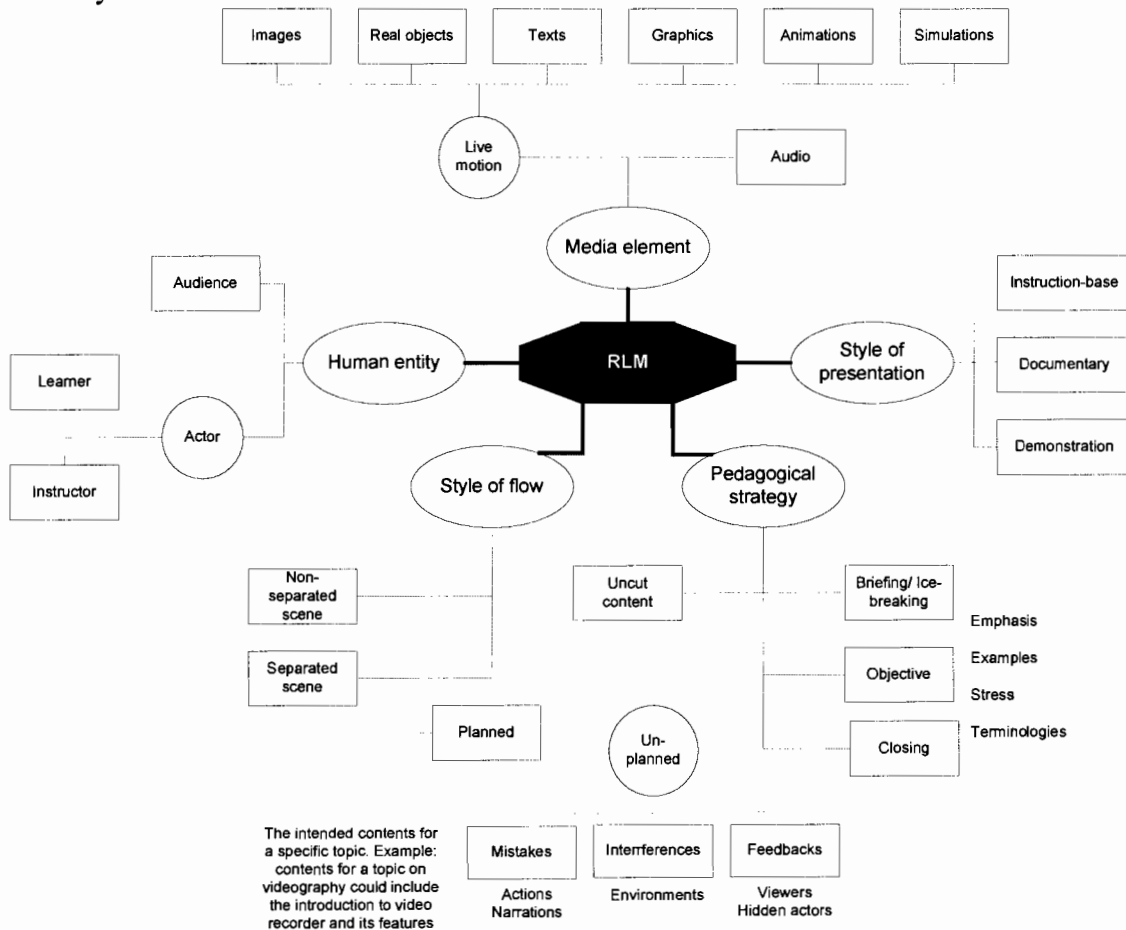 Images
Real objects
Texts
Graphics
Animations
Simulations
Live
motion
Audio
Media element
Audience
Instruction-base
Human entity
RLM
Style of
presentation
Learner
Documentary
Actor
Demonstration
Instructor
Style of flow
Pedagogical
strategy
Non-
separated
scene
Uncut
content
Briefing/ Ice-
breaking
Emphasis
Examples
Separated
scene
Objective
Stress
Planned
Un-
planned
Closing
Terminologies
The intended contents for
a specific topic. Example:
contents for a topic on
videography could include
the introduction to video
recorder and its features
Mistakes
Interrferences
Feedbacks
Actions
Narrations
Environments
Viewers
Hidden actors